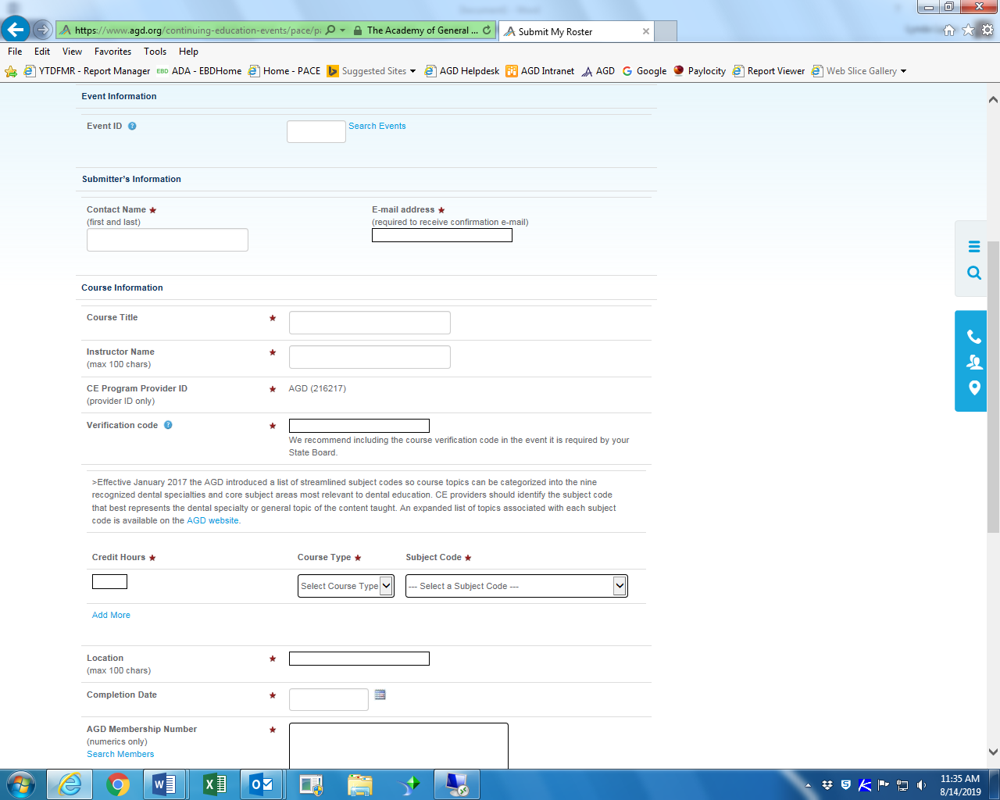 https://www.agd.org/continuing-education-events/pace/p
The Academy of General ...
Submit My Roster
File Edit View Favorites Tools Help
YTDFMR - Report Manager EBD ADA - EBDHome Home - PACE Suggested Sites AGD Helpdesk AGD Intranet AGD Google Paylocity Report Viewer Web Slice Gallery
Event Information
Event ID ? Search Events
Submitter's Information
Contact Name
E-mail address
(first and last)
(required to receive confirmation e-mail)
Course Information
Course Title
Instructor Name
(max 100 chars)
CE Program Provider ID AGD (216217)
(provider ID only)
Verification code ?
We recommend including the course verification code in the event it is required by your
State Board.
>Effective January 2017 the AGD introduced a list of streamlined subject codes so course topics can be categorized into the nine
recognized dental specialties and core subject areas most relevant to dental education. CE providers should identify the subject code
that best represents the dental specialty or general topic of the content taught. An expanded list of topics associated with each subject
code is available on the AGD website.
Credit Hours Course Type Subject Code
Select Course Type --- Select a Subject Code ---
Add More
Location
(max 100 chars)
Completion Date
AGD Membership Number
(numerics only)
Search Members
11:35 AM
8/14/2019